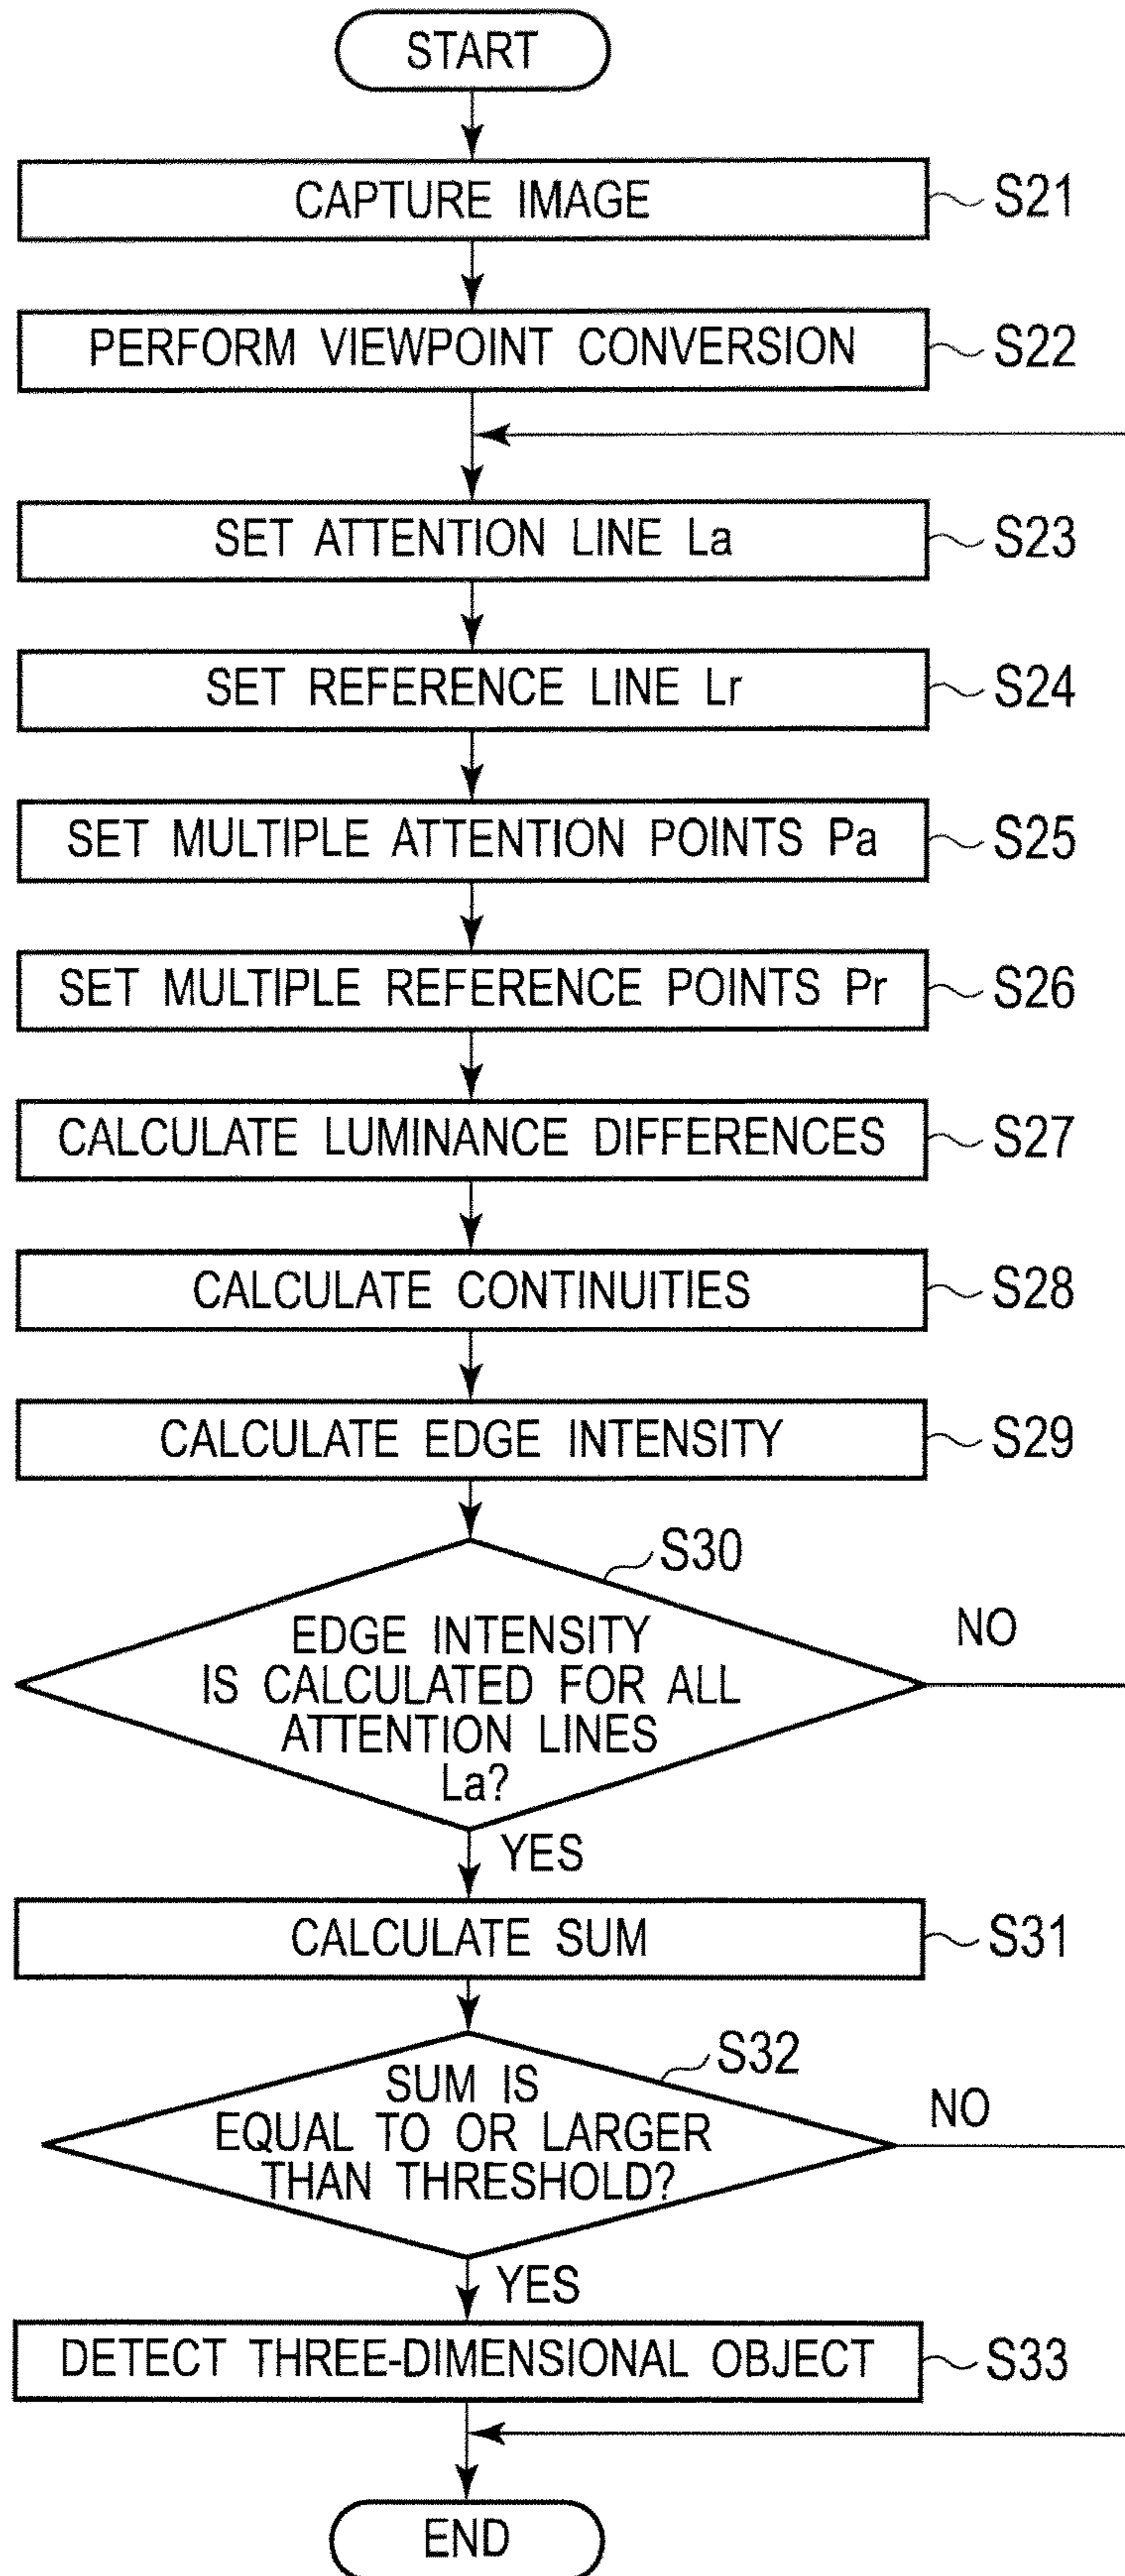 START
CAPTURE IMAGE
S21
PERFORM VIEWPOINT CONVERSION
S22
SET ATTENTION LINE La
S23
SET REFERENCE LINE Lr
S24
SET MULTIPLE ATTENTION POINTS Pa
S25
SET MULTIPLE REFERENCE POINTS Pr
S26
CALCULATE LUMINANCE DIFFERENCES
S27
CALCULATE CONTINUITIES
S28
CALCULATE EDGE INTENSITY
S29
S30
EDGE INTENSITY
IS CALCULATED FOR ALL
ATTENTION LINES
La?
NO
YES
CALCULATE SUM
S31
S32
SUM IS
EQUAL TO OR LARGER
THAN THRESHOLD?
NO
YES
DETECT THREE-DIMENSIONAL OBJECT
S33
END